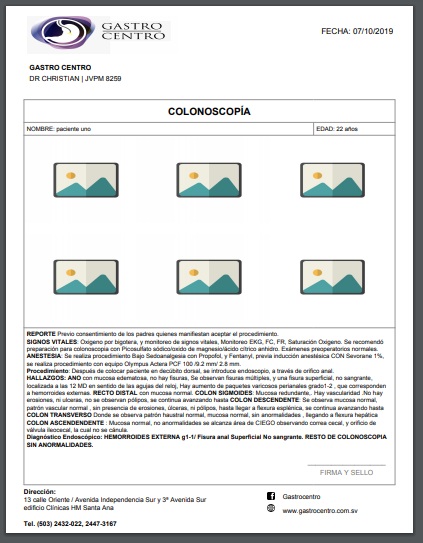 GASTRO
CENTRO
FECHA: 07/10/2019
GASTRO CENTRO
DR CHRISTIAN | JVPM 8259
COLONOSCOPÍA
NOMBRE: paciente uno
EDAD: 22 años
REPORTE Previo consentimiento de los padres quienes manifiestan aceptar el procedimiento.
SIGNOS VITALES: Oxigeno por bigotera, y monitoreo de signos vitales, Monitoreo EKG, FC, FR, Saturación Oxigeno. Se recomendó
preparación para colonoscopia con Picosulfato sódico/oxido de magnesio/ácido cítrico anhidro. Exámenes preoperatorios normales.
ANESTESIA: Se realiza procedimiento Bajo Sedoanalgesia con Propofol, y Fentanyl, previa inducción anestésica CON Sevorane 1%,
se realiza procedimiento con equipo Olympus Actera PCF 100 /9.2 mm/ 2.8 mm.
Procedimiento: Después de colocar paciente en decúbito dorsal, se introduce endoscopio, a través de orifico anal.
HALLAZGOS: ANO con mucosa edematosa, no hay fisuras, Se observan fisuras múltiples, y una fisura superficial, no sangrante,
localizada a las 12 MD en sentido de las agujas del reloj, Hay aumento de paquetes varicosos perianales grado1-2 , que corresponden
a hemorroides externas. RECTO DISTAL con mucosa normal. COLON SIGMOIDES: Mucosa redundante, Hay vascularidad .No hay
erosiones, ni ulceras, no se observan pólipos, se continua avanzando hasta COLON DESCENDENTE: Se observa mucosa normal,
patrón vascular normal , sin presencia de erosiones, úlceras, ni pólipos, hasta llegar a flexura esplénica, se continua avanzando hasta
COLON TRANSVERSO Donde se observa patrón haustral normal, mucosa normal, sin anormalidades , llegando a flexura hepática
COLON ASCENDENDENTE : Mucosa normal, no anormalidades se alcanza área de CIEGO observando correa cecal, y orificio de
válvula ileocecal, la cual no se cánula.
Diagnóstico Endoscópico: HEMORROIDES EXTERNA g1-1/ Fisura anal Superficial No sangrante. RESTO DE COLONOSCOPIA
SIN ANORMALIDADES.
FIRMA Y SELLO
Dirección:
13 calle Oriente / Avenida Independencia Sur y 3ª Avenida Sur
edificio Clínicas HM Santa Ana
Tel. (503) 2432-022, 2447-3167
Gastrocentro
www.gastrocentro.com.sv